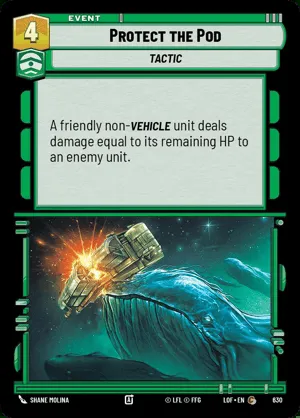 4
EVENT
PROTECT THE POD
TACTIC
A friendly non-VEHICLE unit deals
damage equal to its remaining HP to
an enemy unit.
SHANE MOLINA
© LFL © FFG
LOF • EN
C
630